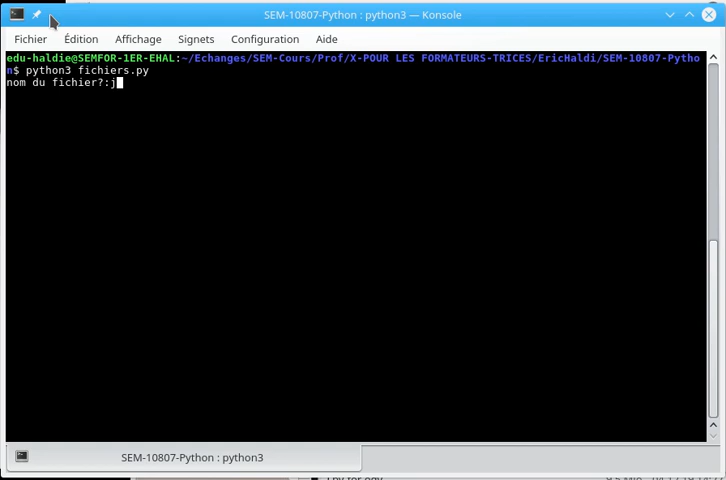 SEM-10807-Python : python3 — Konsole
Fichier Édition Affichage Signets Configuration Aide
edu-haldie@SEMFOR-1ER-EHAL:~/Echanges/SEM-Cours/Prof/X-POUR LES FORMATEURS-TRICES/EricHaldi/SEM-10807-Pytho
n$ python3 fichiers.py
nom du fichier?:j
SEM-10807-Python : python3